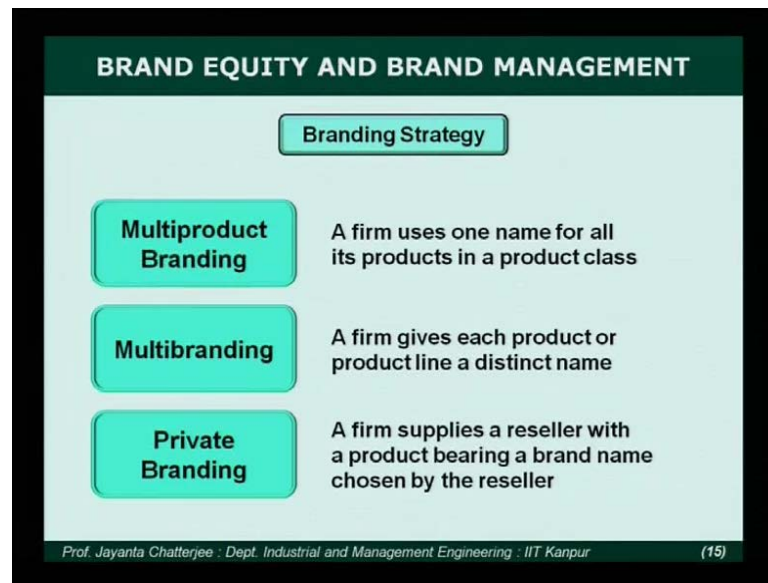 BRAND EQUITY AND BRAND MANAGEMENT
Branding Strategy
Multiproduct
Branding
A firm uses one name for all
its products in a product class
Multibranding
A firm gives each product or
product line a distinct name
Private
Branding
A firm supplies a reseller with
a product bearing a brand name
chosen by the reseller
Prof. Jayanta Chatterjee : Dept. Industrial and Management Engineering : IIT Kanpur (15)